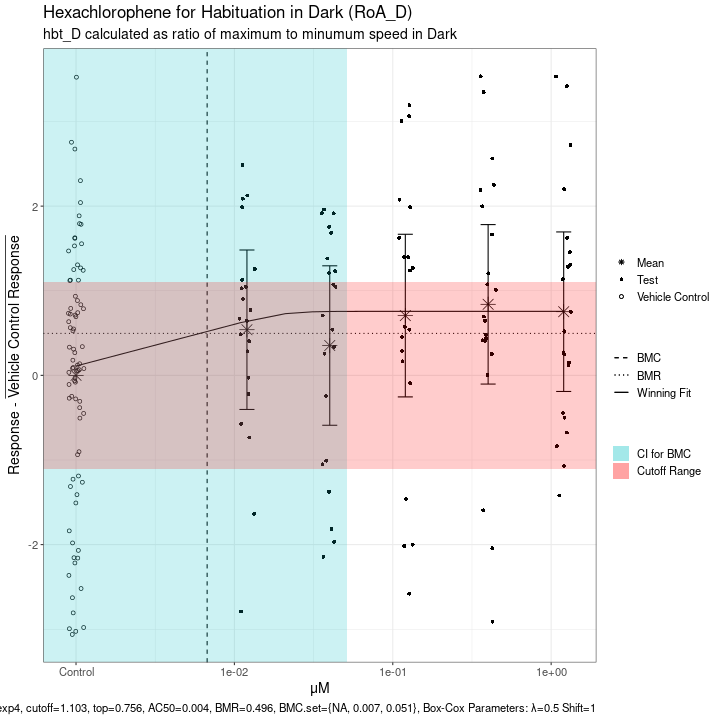 Hexachlorophene for Habituation in Dark (RoA_D)
hbt_D calculated as ratio of maximum to minumum speed in Dark
Response - Vehicle Control Response
2
0
-2
Control
1e-02
1e-01
1e+00
μM
Mean
Test
Vehicle Control
BMC
BMR
Winning Fit
CI for BMC
Cutoff Range
exp4, cutoff=1.103, top=0.756, AC50=0.004, BMR=0.496, BMC.set={NA, 0.007, 0.051}, Box-Cox Parameters: λ=0.5 Shift=1